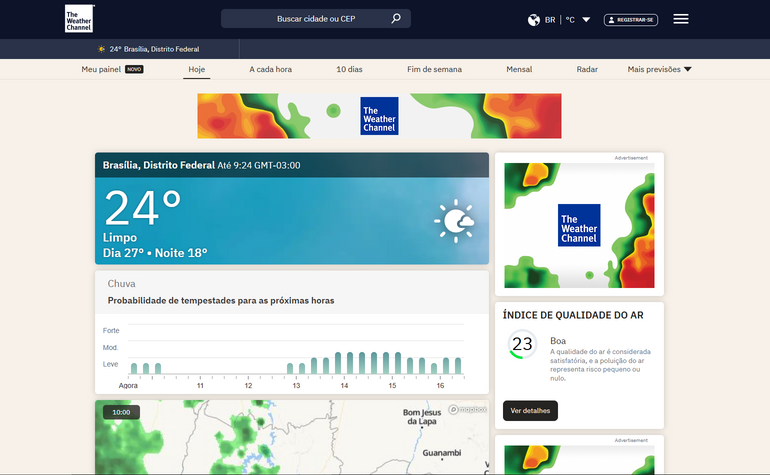 The
Weather
Channel
Buscar cidade ou CEP
BR | °C
REGISTRAR-SE
24° Brasília, Distrito Federal
Meu painel NOVO
Hoje
A cada hora
10 dias
Fim de semana
Mensal
Radar
Mais previsões
The
Weather
Channel
Brasília, Distrito Federal Até 9:24 GMT-03:00
24°
Limpo
Dia 27° • Noite 18°
Advertisement
The
Weather
Channel
Chuva
Probabilidade de tempestades para as próximas horas
Forte
Mod.
Leve
Agora 11 12 13 14 15 16
ÍNDICE DE QUALIDADE DO AR
23
Boa
A qualidade do ar é considerada
satisfatória, e a poluição do ar
representa risco pequeno ou
nulo.
Ver detalhes
10:00
Bom Jesus
da Lapa
mapbox
Guanambi
Advertisement
The